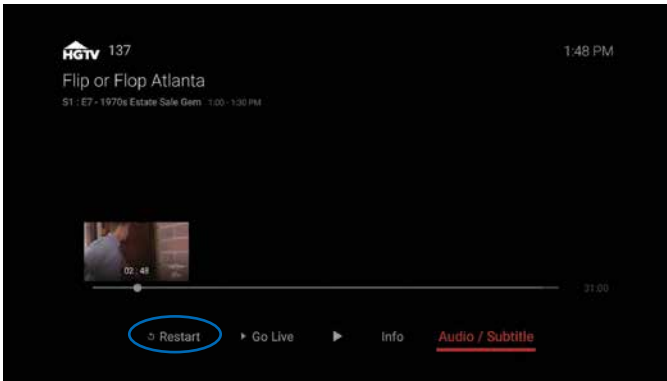 HGTV 137
1:48 PM
Flip or Flop Atlanta
S1 : E7 - 1970s Estate Sale Gem 1:00 - 1:30 PM
02 : 48
31:00
Restart
Go Live
Info
Audio / Subtitle